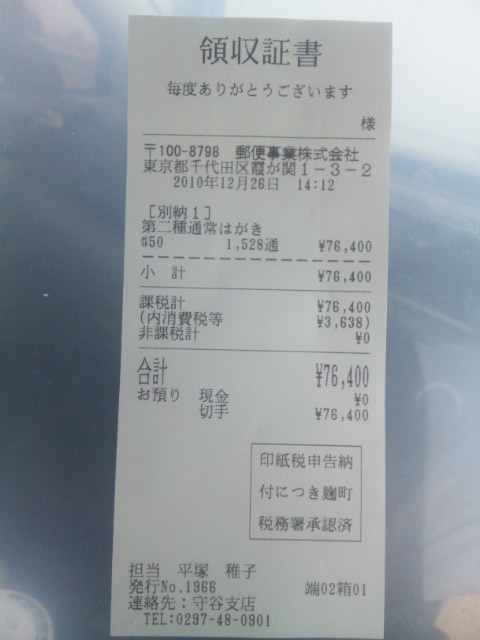 領収証書
毎度ありがとうございます
様
〒100-8798 郵便事業株式会社
東京都千代田区霞が関1-3-2
2010年12月26日 14:12
[別納1]
第二種通常はがき
@50 1,528通 ¥76,400
小 計 ¥76,400
課税計 ¥76,400
(内消費税等 ¥3,638)
非課税計 ¥0
合計 ¥76,400
お預り 現金 ¥0
切手 ¥76,400
印紙税申告納
付につき麹町
税務署承認済
担当 平塚 稚子
発行No.1966 端02箱01
連絡先:守谷支店
TEL:0297-48-0901